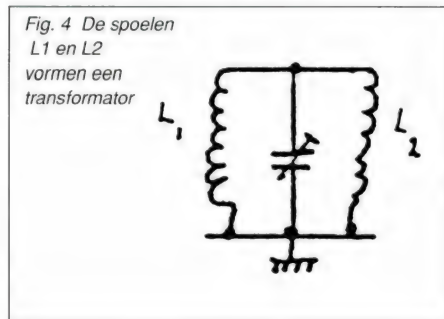 Fig. 4 De spoelen
L1 en L2
vormen een
transformator
L1
L2